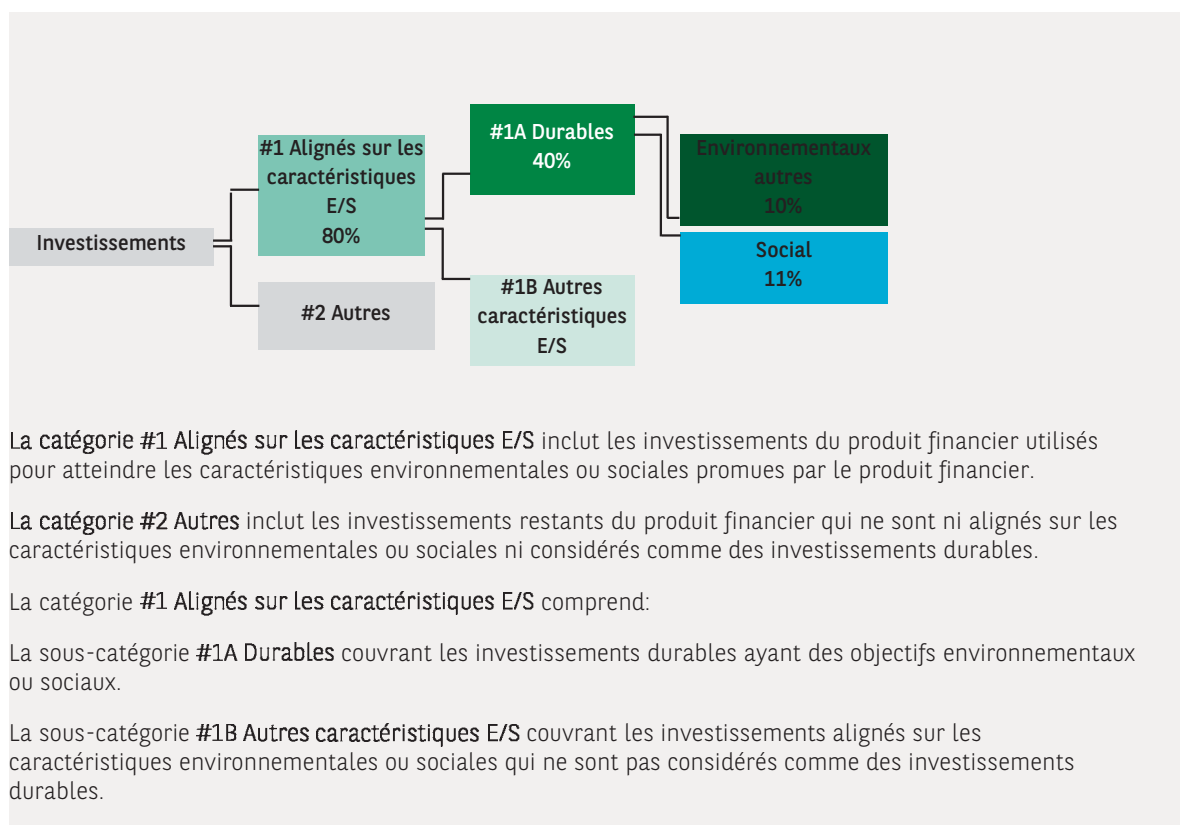 Investissements
#1 Alignés sur les
caractéristiques
E/S
80%
#2 Autres
#1A Durables
40%
#1B Autres
caractéristiques
E/S
Environnementaux
autres
10%
Social
11%
La catégorie #1 Alignés sur les caractéristiques E/S inclut les investissements du produit financier utilisés
pour atteindre les caractéristiques environnementales ou sociales promues par le produit financier.
La catégorie #2 Autres inclut les investissements restants du produit financier qui ne sont ni alignés sur les
caractéristiques environnementales ou sociales ni considérés comme des investissements durables.
La catégorie #1 Alignés sur les caractéristiques E/S comprend:
La sous-catégorie #1A Durables couvrant les investissements durables ayant des objectifs environnementaux
ou sociaux.
La sous-catégorie #1B Autres caractéristiques E/S couvrant les investissements alignés sur les
caractéristiques environnementales ou sociales qui ne sont pas considérés comme des investissements
durables.